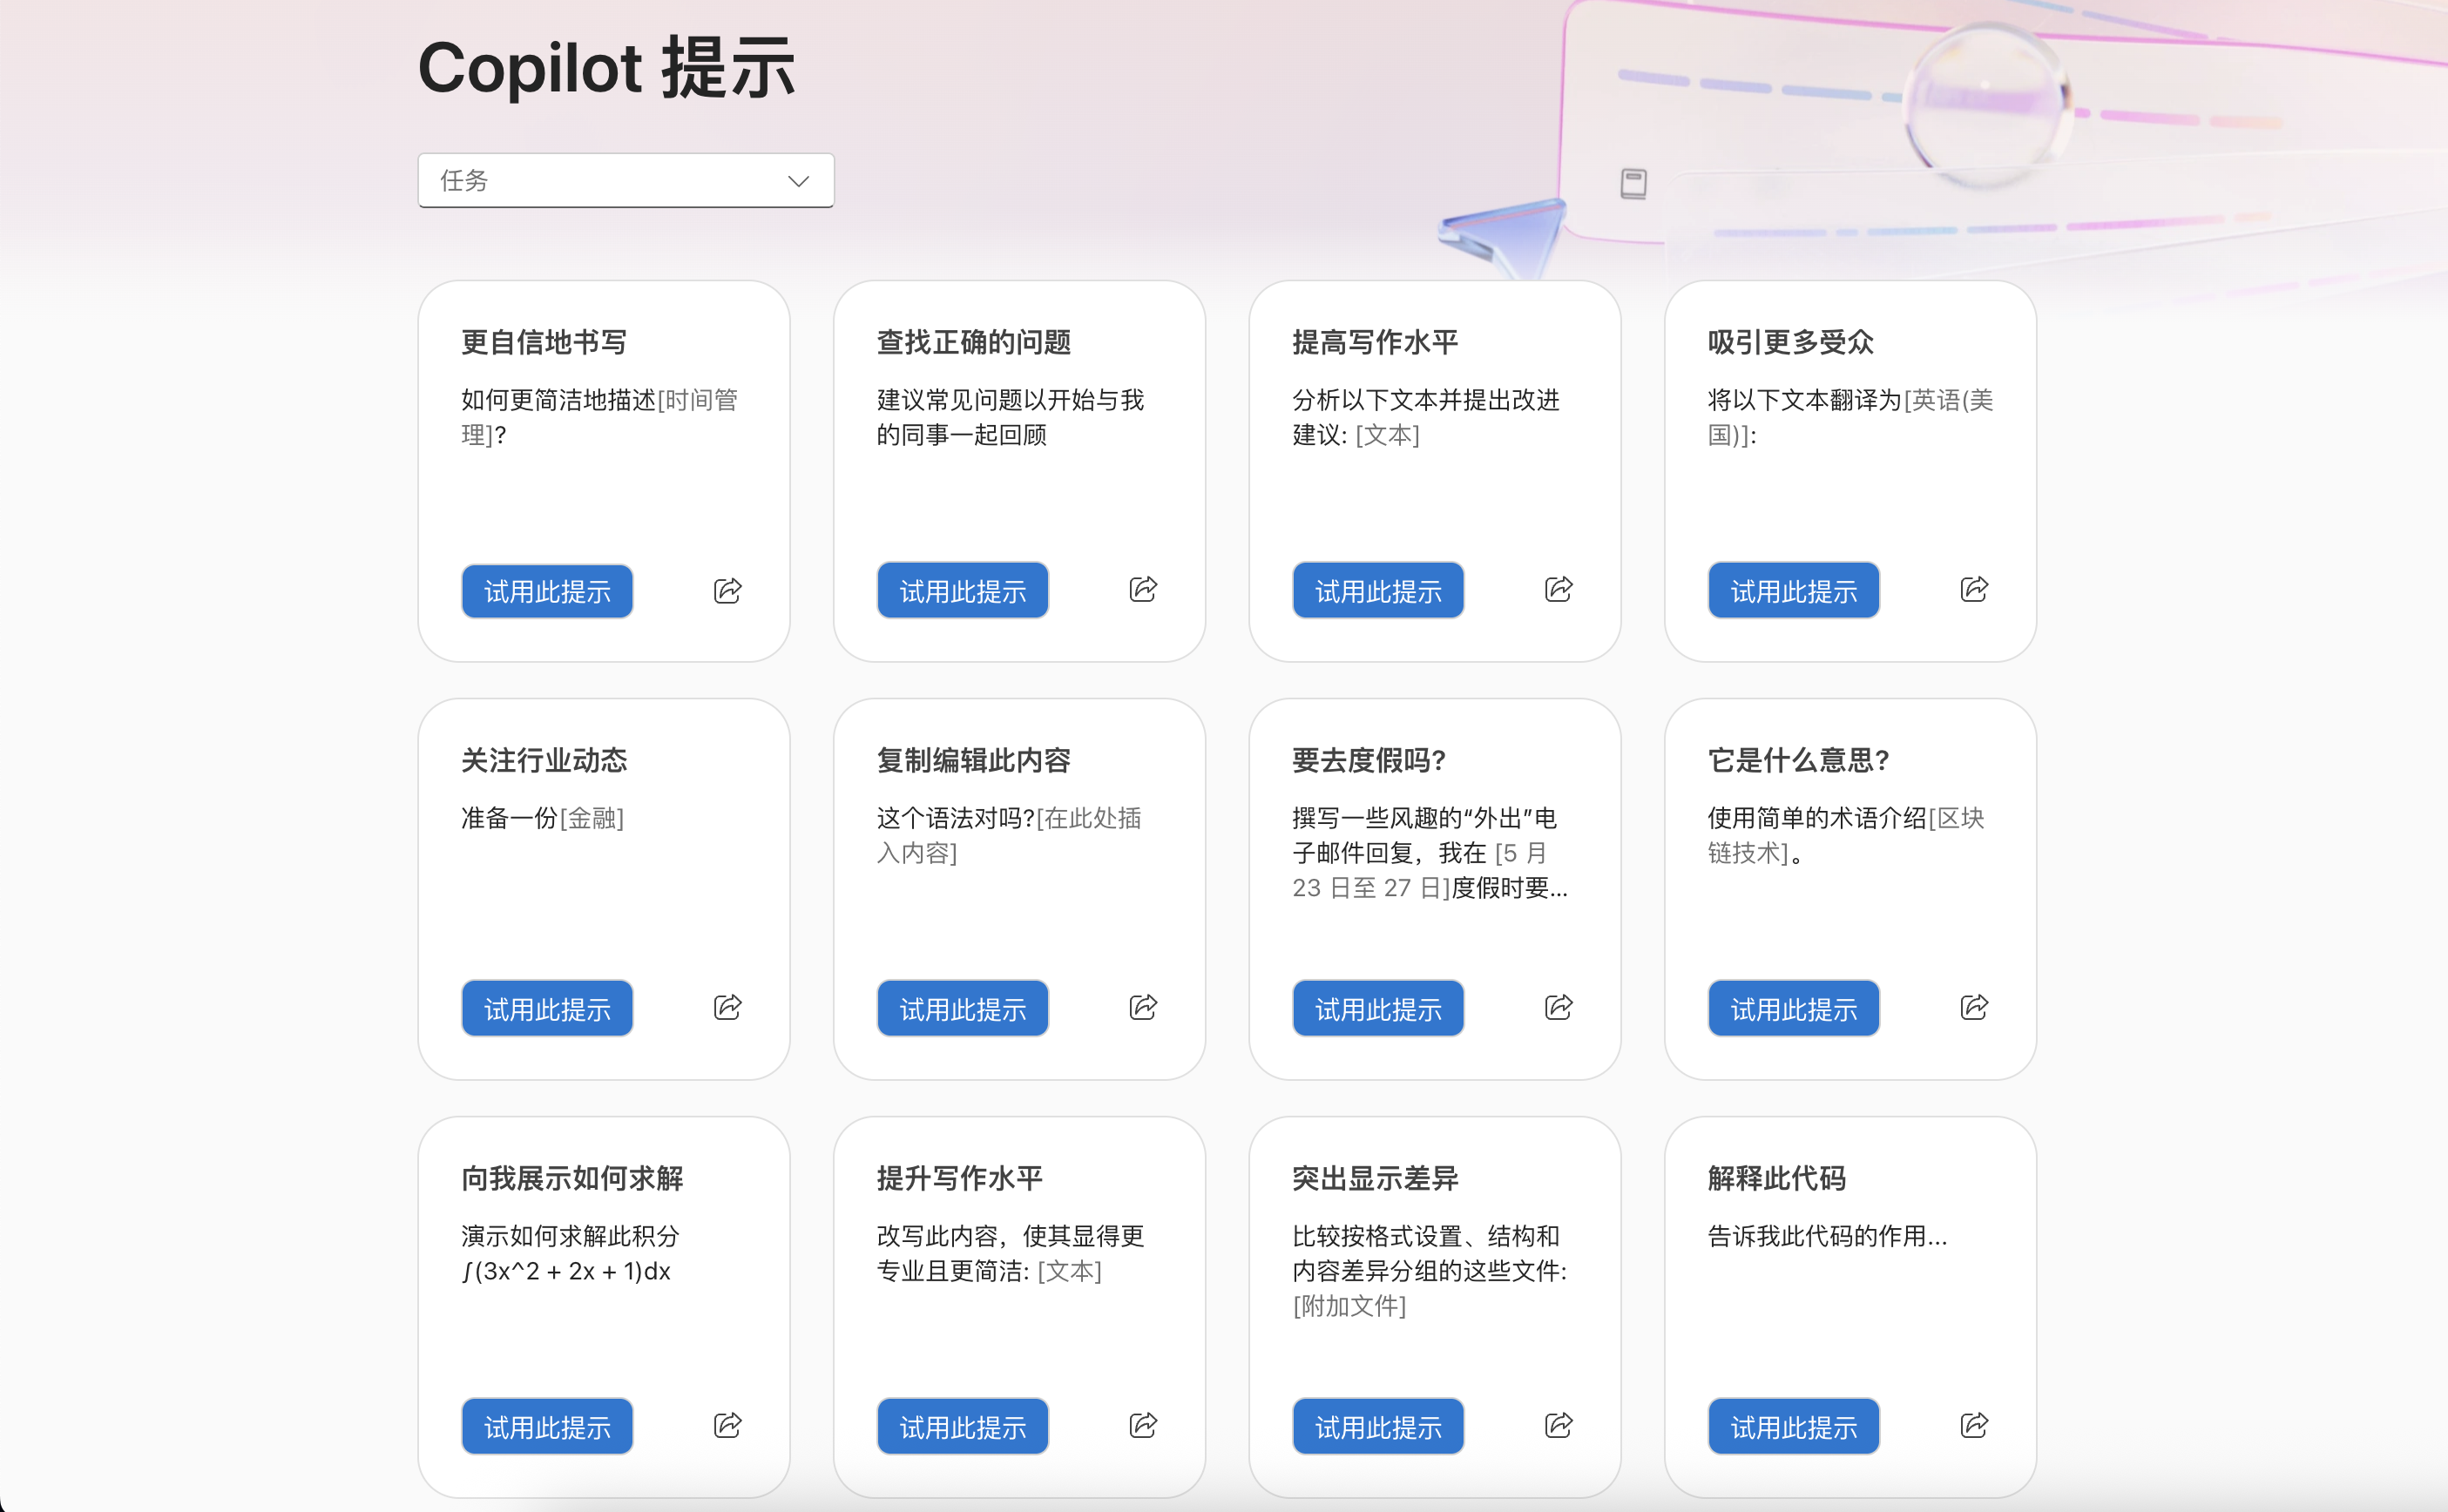 Copilot 提示
任务
更自信地书写
如何更简洁地描述[时间管
理]?
试用此提示
查找正确的问题
建议常见问题以开始与我
的同事一起回顾
试用此提示
提高写作水平
分析以下文本并提出改进
建议: [文本]
试用此提示
吸引更多受众
将以下文本翻译为[英语(美
国)]:
试用此提示
关注行业动态
准备一份[金融]
试用此提示
复制编辑此内容
这个语法对吗?[在此处插
入内容]
试用此提示
要去度假吗?
撰写一些风趣的“外出”电
子邮件回复，我在 [5 月
23 日至 27 日]度假时要...
试用此提示
它是什么意思?
使用简单的术语介绍[区块
链技术]。
试用此提示
向我展示如何求解
演示如何求解此积分
∫(3x^2 + 2x + 1)dx
试用此提示
提升写作水平
改写此内容，使其显得更
专业且更简洁: [文本]
试用此提示
突出显示差异
比较按格式设置、结构和
内容差异分组的这些文件:
[附加文件]
试用此提示
解释此代码
告诉我此代码的作用...
试用此提示